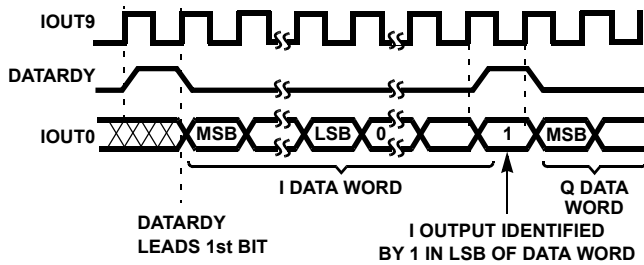 IOUT9
DATARDY
IOUT0
MSB
LSB
0
1
MSB
I DATA WORD
Q DATA
WORD
DATARDY
LEADS 1st BIT
I OUTPUT IDENTIFIED
BY 1 IN LSB OF DATA WORD